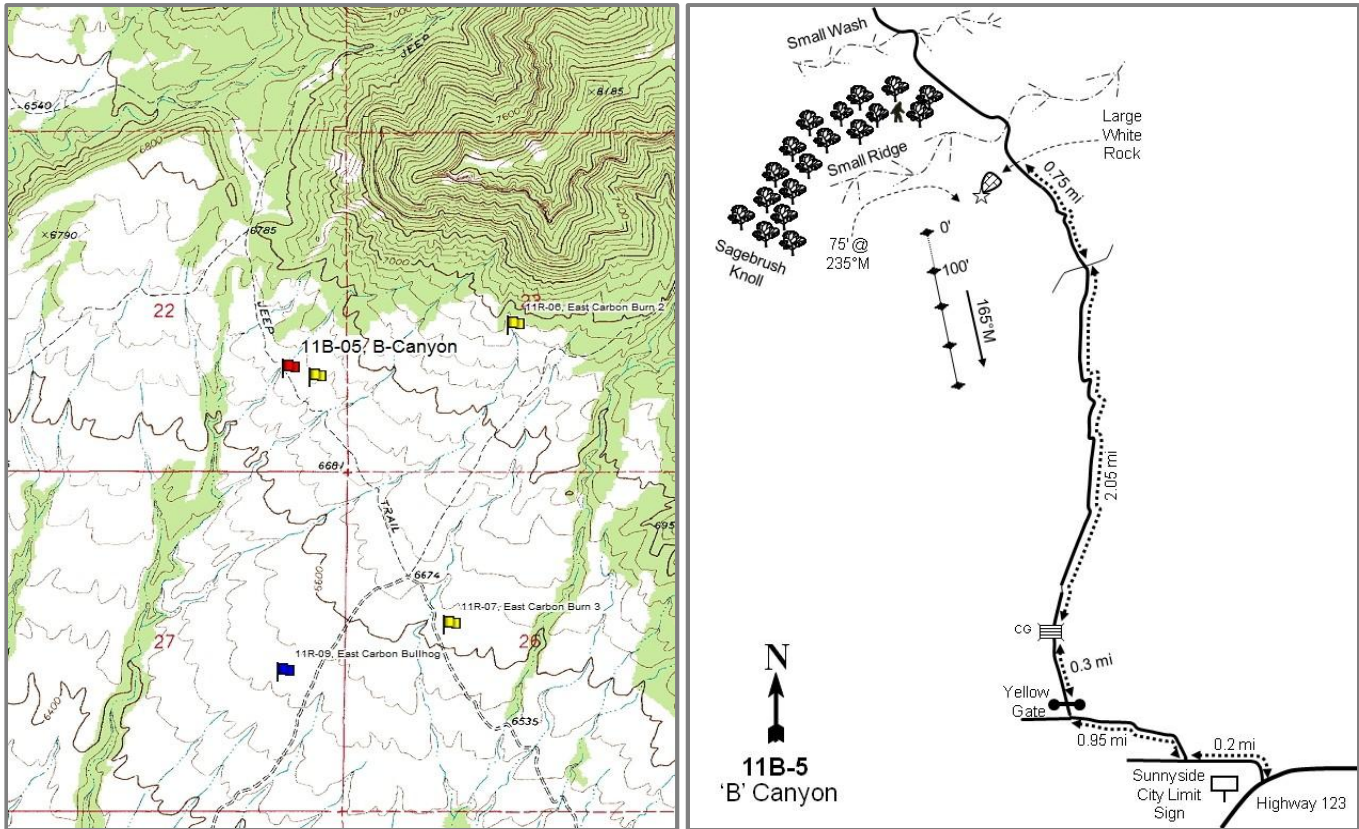 7000
JEEP
6540
×8185
7600
6800
7000
×6790
6785
22
23
11R-06, East Carbon Burn 2
JEEP
11B-05, B-Canyon
6681
TRAIL
6674
6600
11R-07, East Carbon Burn 3
27
26
11R-09, East Carbon Bullhog
6400
6535
Small Wash
Large
White
Rock
Small Ridge
0.75 mi
Sagebrush
Knoll
75' @
235°M
0'
100'
165°M
2.05 mi
CG
0.3 mi
Yellow
Gate
0.95 mi
0.2 mi
Sunnyside
City Limit
Sign
Highway 123
N
11B-5
'B' Canyon